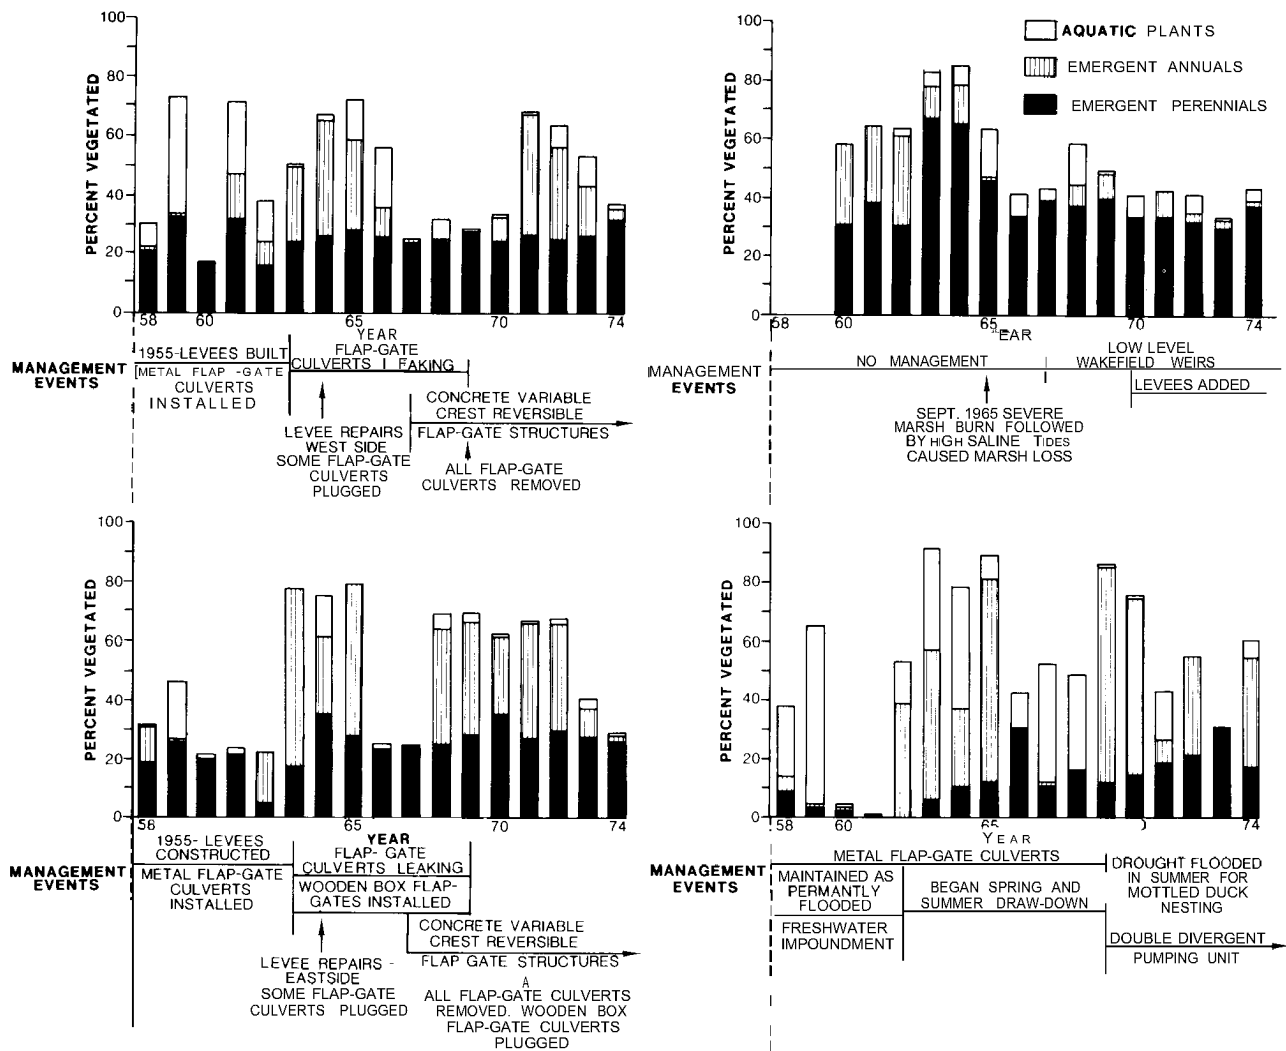 100
80
60
40
20
0
PERCENT VEGETATED
58
60
65
70
74
YEAR
1955-LEVEES BUILT
METAL FLAP -GATE
CULVERTS
INSTALLED
MANAGEMENT
EVENTS
FLAP-GATE
CULVERTS I FAKING
LEVEE REPAIRS
WEST SIDE
SOME FLAP-GATE
CULVERTS
PLUGGED
CONCRETE VARIABLE
CREST REVERSIBLE
FLAP-GATE STRUCTURES
ALL FLAP-GATE
CULVERTS REMOVED
AQUATIC PLANTS
EMERGENT ANNUALS
EMERGENT PERENNIALS
100
80
60
40
20
0
PERCENT VEGETATED
58
60
65
70
74
EAR
MANAGEMENT
EVENTS
NO MANAGEMENT
LOW LEVEL
WAKEFIELD WEIRS
LEVEES ADDED
SEPT. 1965 SEVERE
MARSH BURN FOLLOWED
BY HIGH SALINE TIDES
CAUSED MARSH LOSS
100
80
60
40
20
0
PERCENT VEGETATED
58
65
70
74
YEAR
MANAGEMENT
EVENTS
1955- LEVEES
CONSTRUCTED
METAL FLAP-GATE
CULVERTS
INSTALLED
FLAP- GATE
CULVERTS LEAKING
WOODEN BOX FLAP-
GATES INSTALLED
LEVEE REPAIRS -
EASTSIDE
SOME FLAP-GATE
CULVERTS PLUGGED
CONCRETE VARIABLE
CREST REVERSIBLE
FLAP GATE STRUCTURES
ALL FLAP-GATE CULVERTS
REMOVED. WOODEN BOX
FLAP-GATE CULVERTS
PLUGGED
100
80
60
40
20
0
PERCENT VEGETATED
58
60
65
74
YEAR
MANAGEMENT
EVENTS
METAL FLAP-GATE CULVERTS
MAINTAINED AS
PERMANTLY
FLOODED
FRESHWATER
IMPOUNDMENT
BEGAN SPRING AND
SUMMER DRAW-DOWN
DROUGHT FLOODED
IN SUMMER FOR
MOTTLED DUCK
NESTING
DOUBLE DIVERGENT
PUMPING UNIT